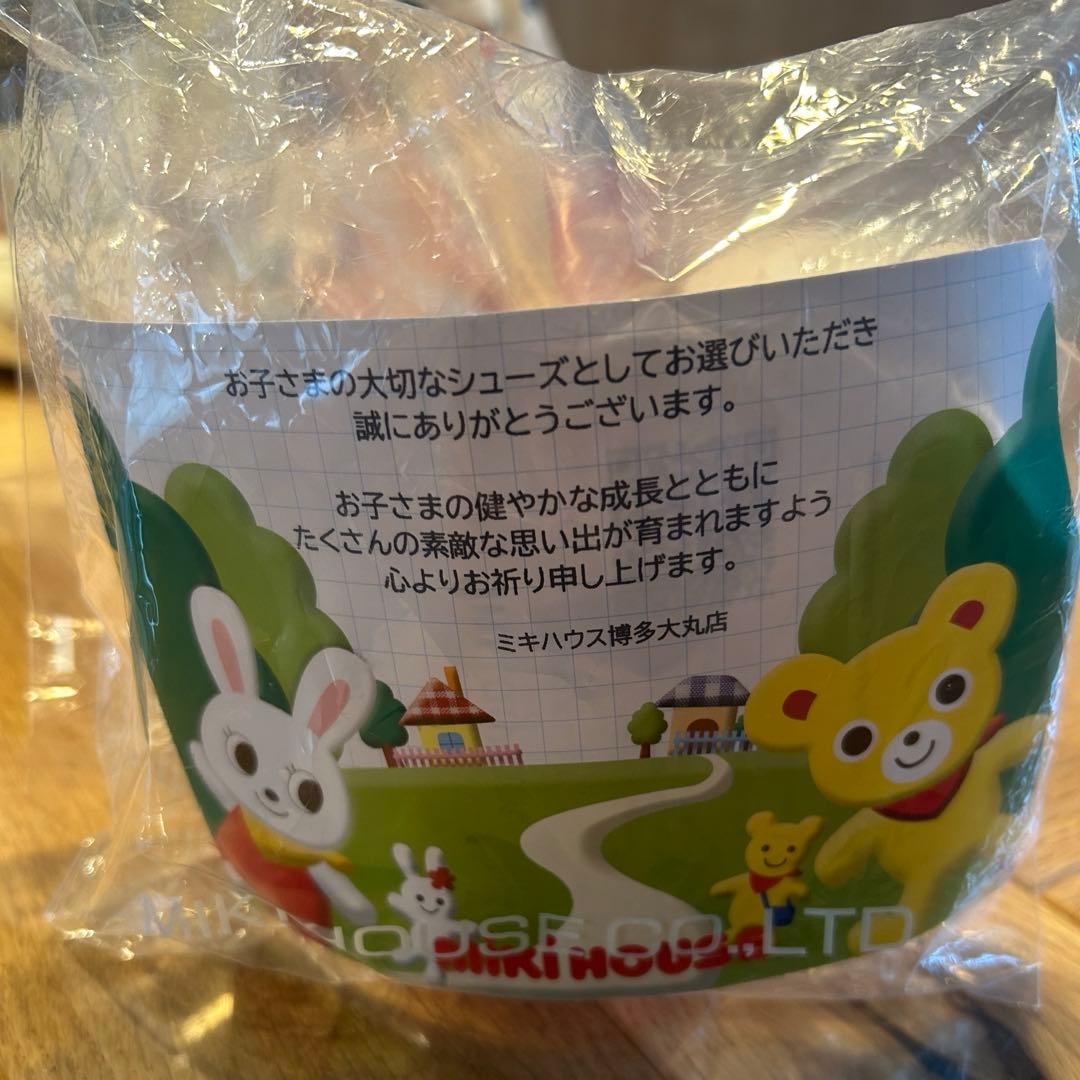 お子さまの大切なシューズとしてお選びいただき
誠にありがとうございます。
お子さまの健やかな成長とともに
たくさんの素敵な思い出が育まれますよう
心よりお祈り申し上げます。
ミキハウス博多大丸店
MIKI HOUSE CO.,LTD
MIKI HOUSE